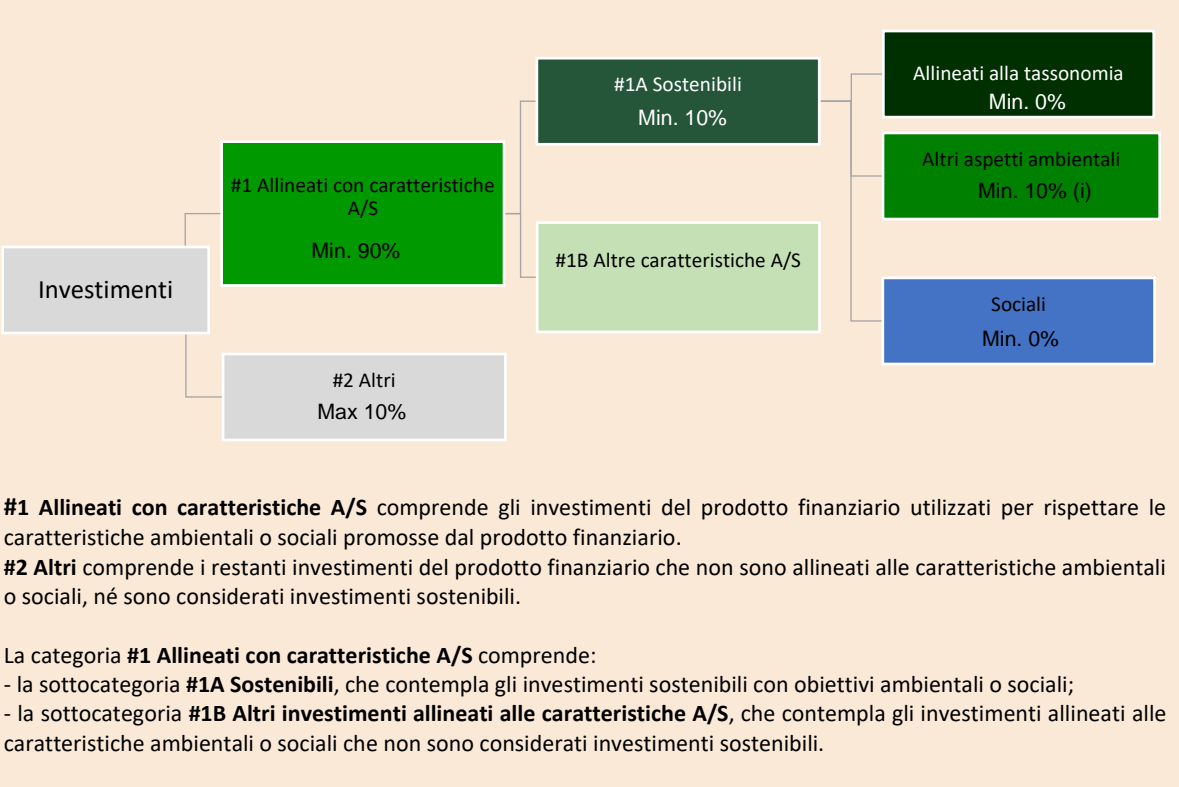 Investimenti
#1 Allineati con caratteristiche
A/S
Min. 90%
#2 Altri
Max 10%
#1A Sostenibili
Min. 10%
#1B Altre caratteristiche A/S
Allineati alla tassonomia
Min. 0%
Altri aspetti ambientali
Min. 10% (i)
Sociali
Min. 0%
#1 Allineati con caratteristiche A/S comprende gli investimenti del prodotto finanziario utilizzati per rispettare le
caratteristiche ambientali o sociali promosse dal prodotto finanziario.
#2 Altri comprende i restanti investimenti del prodotto finanziario che non sono allineati alle caratteristiche ambientali
o sociali, né sono considerati investimenti sostenibili.
La categoria #1 Allineati con caratteristiche A/S comprende:
- la sottocategoria #1A Sostenibili, che contempla gli investimenti sostenibili con obiettivi ambientali o sociali;
- la sottocategoria #1B Altri investimenti allineati alle caratteristiche A/S, che contempla gli investimenti allineati alle
caratteristiche ambientali o sociali che non sono considerati investimenti sostenibili.